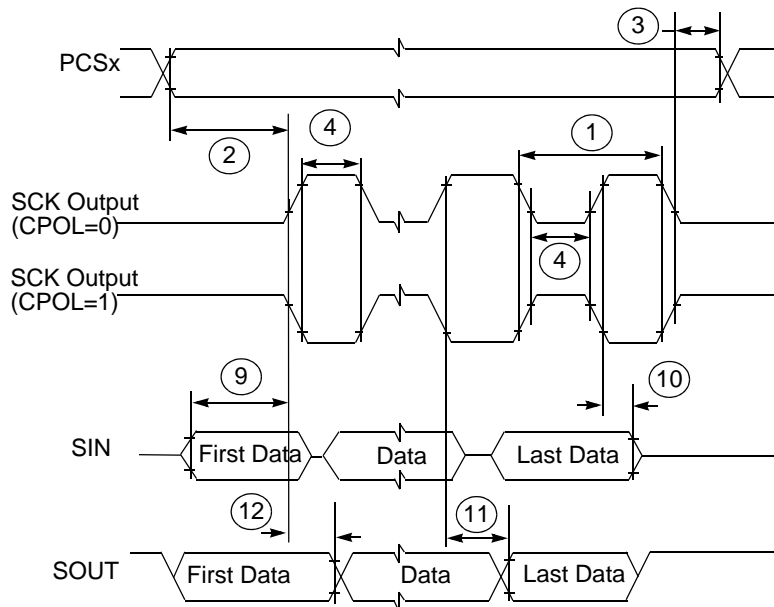 3
PCSx
2
4
1
SCK Output
(CPOL=0)
4
SCK Output
(CPOL=1)
9
10
SIN
First Data
Data
Last Data
12
11
SOUT
First Data
Data
Last Data